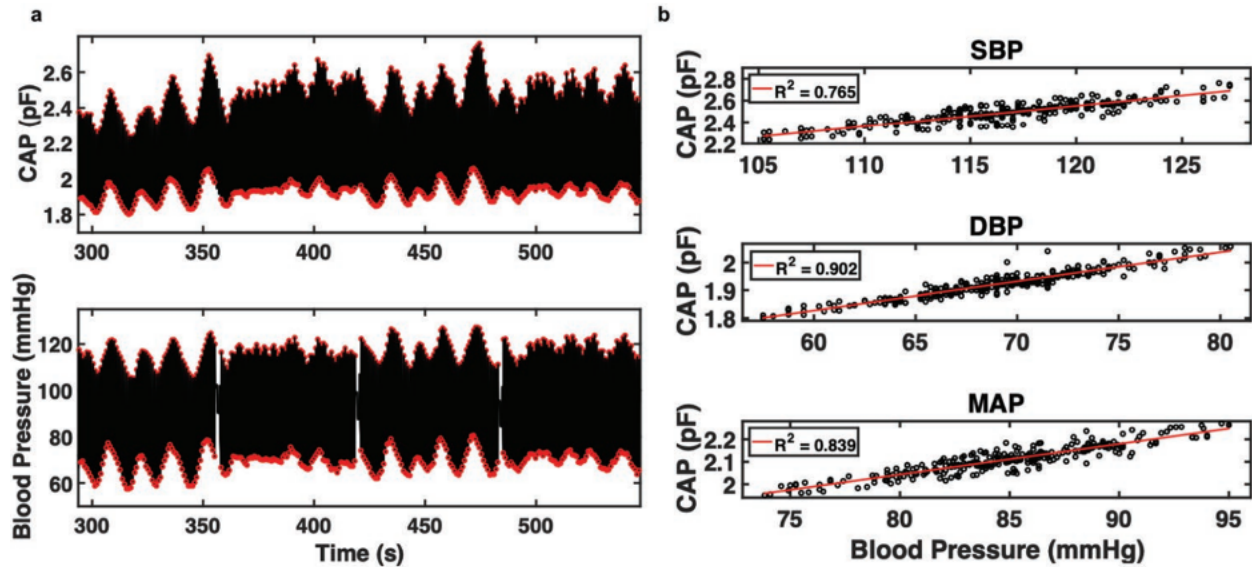 a
CAP (pF)
2.6
2.4
2.2
2
1.8
300 350 400 450 500
Blood Pressure (mmHg)
120
100
80
60
300 350 400 450 500
Time (s)
b
SBP
CAP (pF)
2.8
2.6
2.4
2.2
R² = 0.765
105 110 115 120 125
DBP
CAP (pF)
2
1.9
1.8
R² = 0.902
60 65 70 75 80
MAP
CAP (pF)
2.2
2.1
2
R² = 0.839
75 80 85 90 95
Blood Pressure (mmHg)